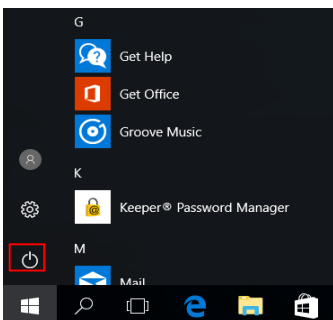 G
Get Help
Get Office
Groove Music
K
Keeper® Password Manager
M
Mail